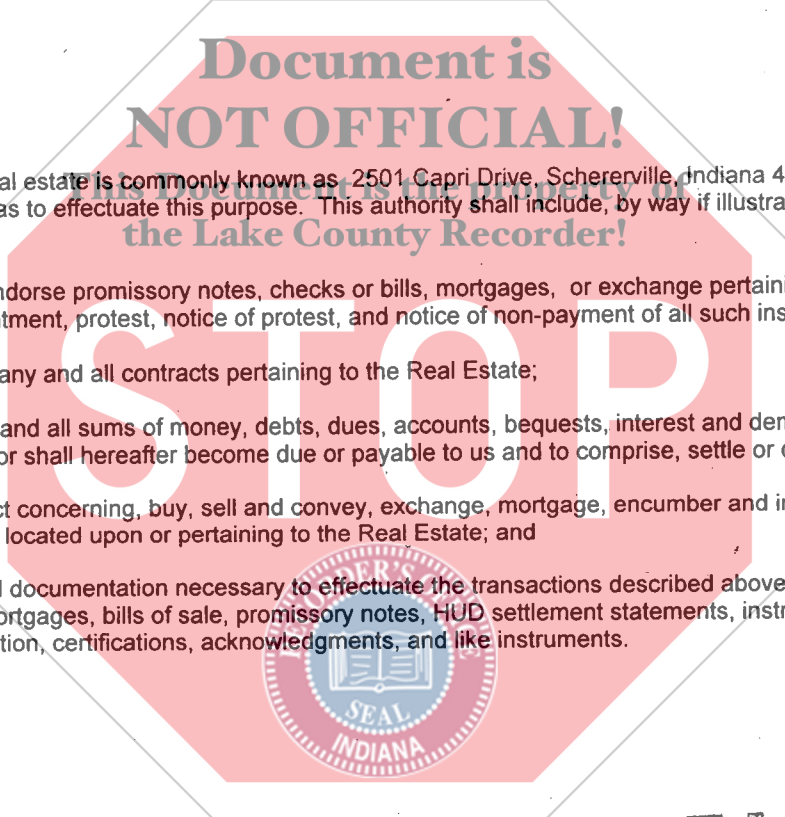 Document is
NOT OFFICIAL!
al estate is commonly known as 2501 Capri Drive, Schererville, Indiana 4
This Document is the property of
as to effectuate this purpose. This authority shall include, by way if illustra
the Lake County Recorder!
ndorse promissory notes, checks or bills, mortgages, or exchange pertaini
tment, protest, notice of protest, and notice of non-payment of all such ins
STOP
any and all contracts pertaining to the Real Estate;
and all sums of money, debts, dues, accounts, bequests, interest and den
or shall hereafter become due or payable to us and to comprise, settle or c
ct concerning, buy, sell and convey, exchange, mortgage, encumber and in
located upon or pertaining to the Real Estate; and
l documentation necessary to effectuate the transactions described above
ortgages, bills of sale, promissory notes, HUD settlement statements, instr
tion, certifications, acknowledgments, and like instruments.
RECORDER'S OFFICE
SEAL
INDIANA